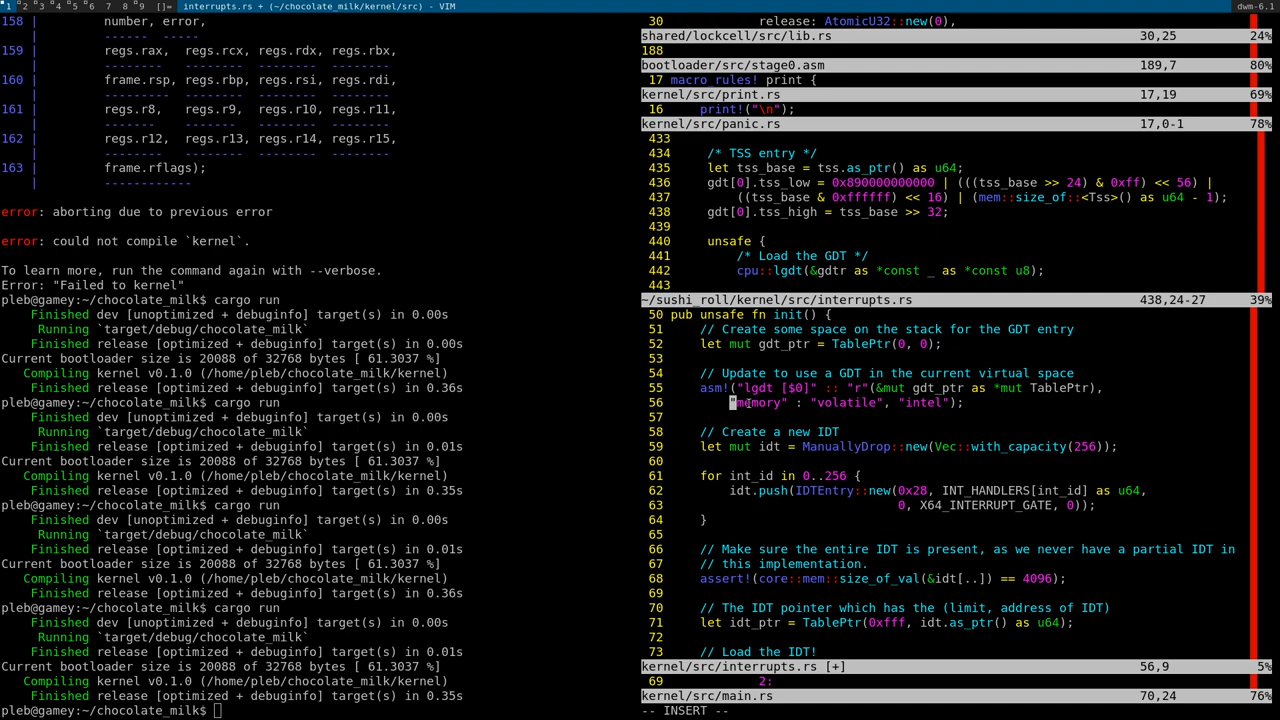 1 2 3 4 5 6 7 8 9 []= interrupts.rs + (~/chocolate_milk/kernel/src) - VIM dwm-6.1
158 | number, error,
| ------ -----
159 | regs.rax, regs.rcx, regs.rdx, regs.rbx,
| -------- -------- -------- --------
160 | frame.rsp, regs.rbp, regs.rsi, regs.rdi,
| --------- -------- -------- --------
161 | regs.r8, regs.r9, regs.r10, regs.r11,
| ------- ------- -------- --------
162 | regs.r12, regs.r13, regs.r14, regs.r15,
| -------- -------- -------- --------
163 | frame.rflags);
| ------------
error: aborting due to previous error
error: could not compile `kernel`.
To learn more, run the command again with --verbose.
Error: "Failed to kernel"
pleb@gamey:~/chocolate_milk$ cargo run
Finished dev [unoptimized + debuginfo] target(s) in 0.00s
Running `target/debug/chocolate_milk`
Finished release [optimized + debuginfo] target(s) in 0.00s
Current bootloader size is 20088 of 32768 bytes [ 61.3037 %]
Compiling kernel v0.1.0 (/home/pleb/chocolate_milk/kernel)
Finished release [optimized + debuginfo] target(s) in 0.36s
pleb@gamey:~/chocolate_milk$ cargo run
Finished dev [unoptimized + debuginfo] target(s) in 0.00s
Running `target/debug/chocolate_milk`
Finished release [optimized + debuginfo] target(s) in 0.01s
Current bootloader size is 20088 of 32768 bytes [ 61.3037 %]
Compiling kernel v0.1.0 (/home/pleb/chocolate_milk/kernel)
Finished release [optimized + debuginfo] target(s) in 0.35s
pleb@gamey:~/chocolate_milk$ cargo run
Finished dev [unoptimized + debuginfo] target(s) in 0.00s
Running `target/debug/chocolate_milk`
Finished release [optimized + debuginfo] target(s) in 0.01s
Current bootloader size is 20088 of 32768 bytes [ 61.3037 %]
Compiling kernel v0.1.0 (/home/pleb/chocolate_milk/kernel)
Finished release [optimized + debuginfo] target(s) in 0.36s
pleb@gamey:~/chocolate_milk$ cargo run
Finished dev [unoptimized + debuginfo] target(s) in 0.00s
Running `target/debug/chocolate_milk`
Finished release [optimized + debuginfo] target(s) in 0.01s
Current bootloader size is 20088 of 32768 bytes [ 61.3037 %]
Compiling kernel v0.1.0 (/home/pleb/chocolate_milk/kernel)
Finished release [optimized + debuginfo] target(s) in 0.35s
pleb@gamey:~/chocolate_milk$
30 release: AtomicU32::new(0),
shared/lockcell/src/lib.rs 30,25 24%
188
bootloader/src/stage0.asm 189,7 80%
17 macro_rules! print {
kernel/src/print.rs 17,19 69%
16 print!("\n");
kernel/src/panic.rs 17,0-1 78%
433
434 /* TSS entry */
435 let tss_base = tss.as_ptr() as u64;
436 gdt[0].tss_low = 0x890000000000 | (((tss_base >> 24) & 0xff) << 56) |
437 ((tss_base & 0xffffff) << 16) | (mem::size_of::<Tss>() as u64 - 1);
438 gdt[0].tss_high = tss_base >> 32;
439
440 unsafe {
441 /* Load the GDT */
442 cpu::lgdt(&gdtr as *const _ as *const u8);
443
~/sushi_roll/kernel/src/interrupts.rs 438,24-27 39%
50 pub unsafe fn init() {
51 // Create some space on the stack for the GDT entry
52 let mut gdt_ptr = TablePtr(0, 0);
53
54 // Update to use a GDT in the current virtual space
55 asm!("lgdt [$0]" :: "r"(&mut gdt_ptr as *mut TablePtr),
56 "memory" : "volatile", "intel");
57
58 // Create a new IDT
59 let mut idt = ManuallyDrop::new(Vec::with_capacity(256));
60
61 for int_id in 0..256 {
62 idt.push(IDTEntry::new(0x28, INT_HANDLERS[int_id] as u64,
63 0, X64_INTERRUPT_GATE, 0));
64 }
65
66 // Make sure the entire IDT is present, as we never have a partial IDT in
67 // this implementation.
68 assert!(core::mem::size_of_val(&idt[..]) == 4096);
69
70 // The IDT pointer which has the (limit, address of IDT)
71 let idt_ptr = TablePtr(0xfff, idt.as_ptr() as u64);
72
73 // Load the IDT!
kernel/src/interrupts.rs [+] 56,9 5%
69 2:
kernel/src/main.rs 70,24 76%
-- INSERT --